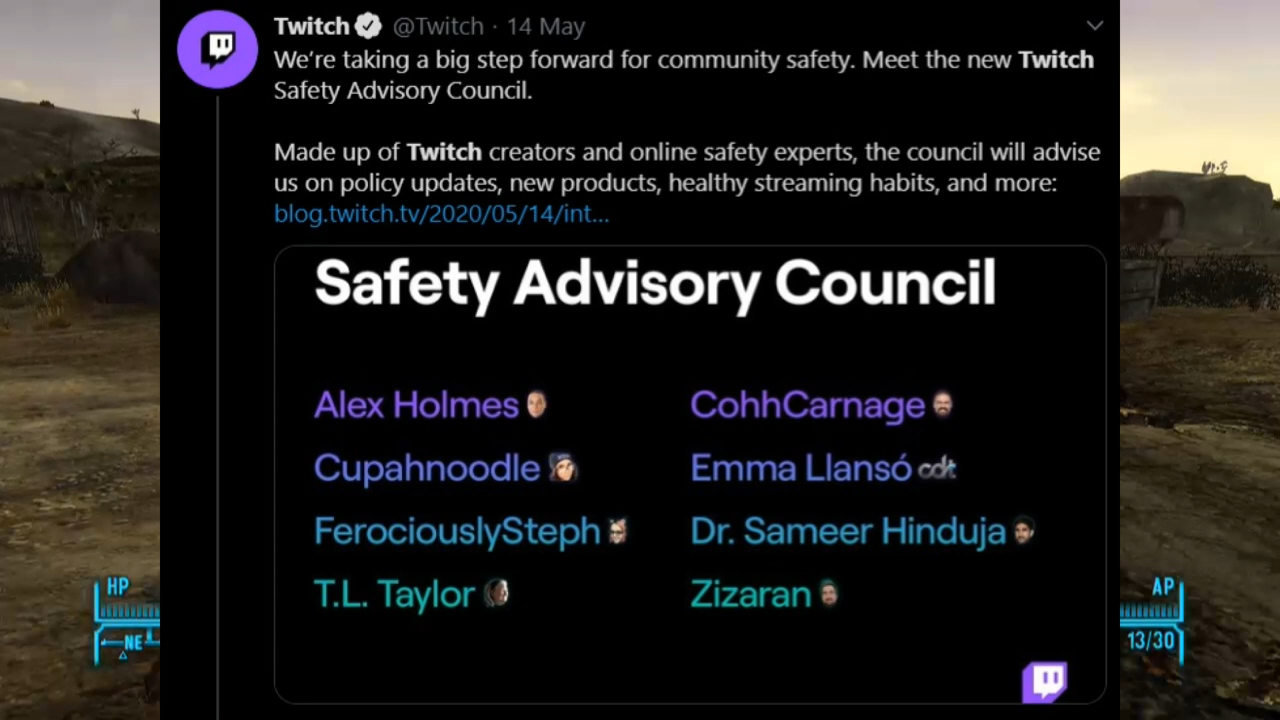 Twitch @Twitch · 14 May
We’re taking a big step forward for community safety. Meet the new Twitch
Safety Advisory Council.
Made up of Twitch creators and online safety experts, the council will advise
us on policy updates, new products, healthy streaming habits, and more:
blog.twitch.tv/2020/05/14/int...
Safety Advisory Council
Alex Holmes
CohhCarnage
Cupahnoodle
Emma Llansó cdt
FerociouslySteph
Dr. Sameer Hinduja
T.L. Taylor
Zizaran
HP
NE
AP
13/30